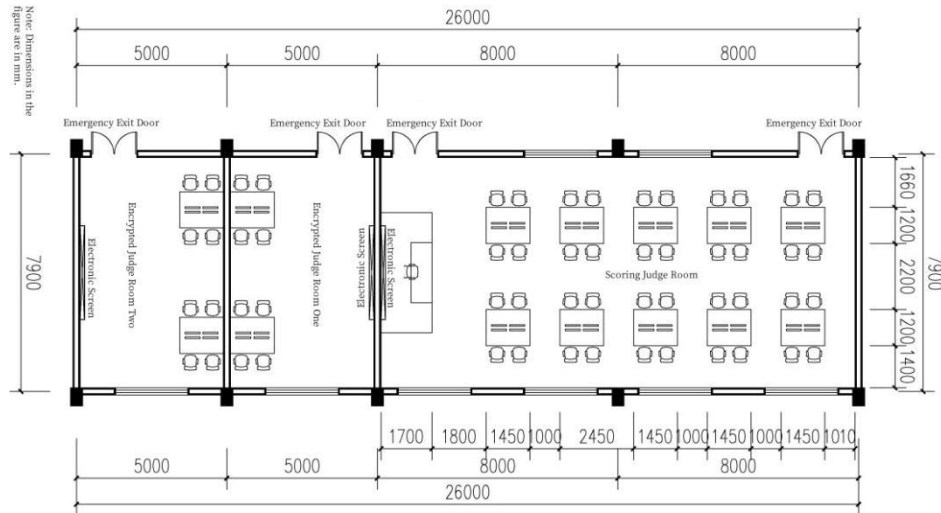 26000
5000 5000 8000 8000
Note: Dimensions in the
figure are in mm.
Emergency Exit Door Emergency Exit Door Emergency Exit Door Emergency Exit Door
7900
Electronic Screen
Encrypted Judge Room Two
Encrypted Judge Room One
Electronic Screen
Electronic Screen
Scoring Judge Room
1660
1200
2200
1200
1400
7900
1700 1800 1450 1000 2450 1450 1000 1450 1000 1450 1010
5000 5000 8000 8000
26000